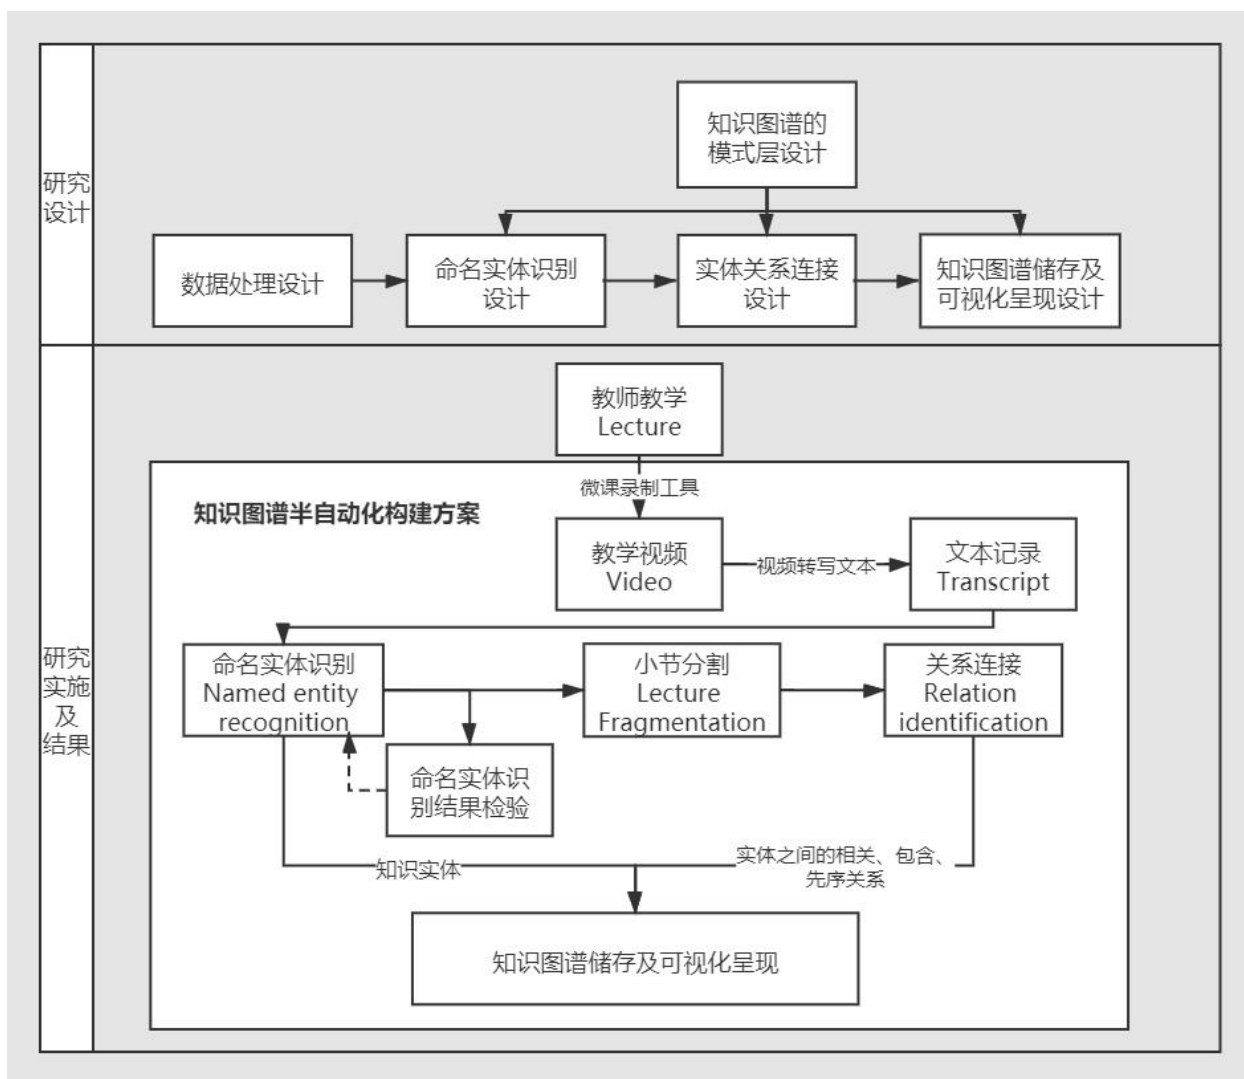 研究
设计
知识图谱的
模式层设计
数据处理设计
命名实体识别
设计
实体关系连接
设计
知识图谱储存及
可视化呈现设计
研究
实施
及
结果
教师教学
Lecture
微课录制工具
知识图谱半自动化构建方案
教学视频
Video
视频转写文本
文本记录
Transcript
命名实体识别
Named entity
recognition
小节分割
Lecture
Fragmentation
关系连接
Relation
identification
命名实体识
别结果检验
知识实体
实体之间的相关、包含、
先序关系
知识图谱储存及可视化呈现